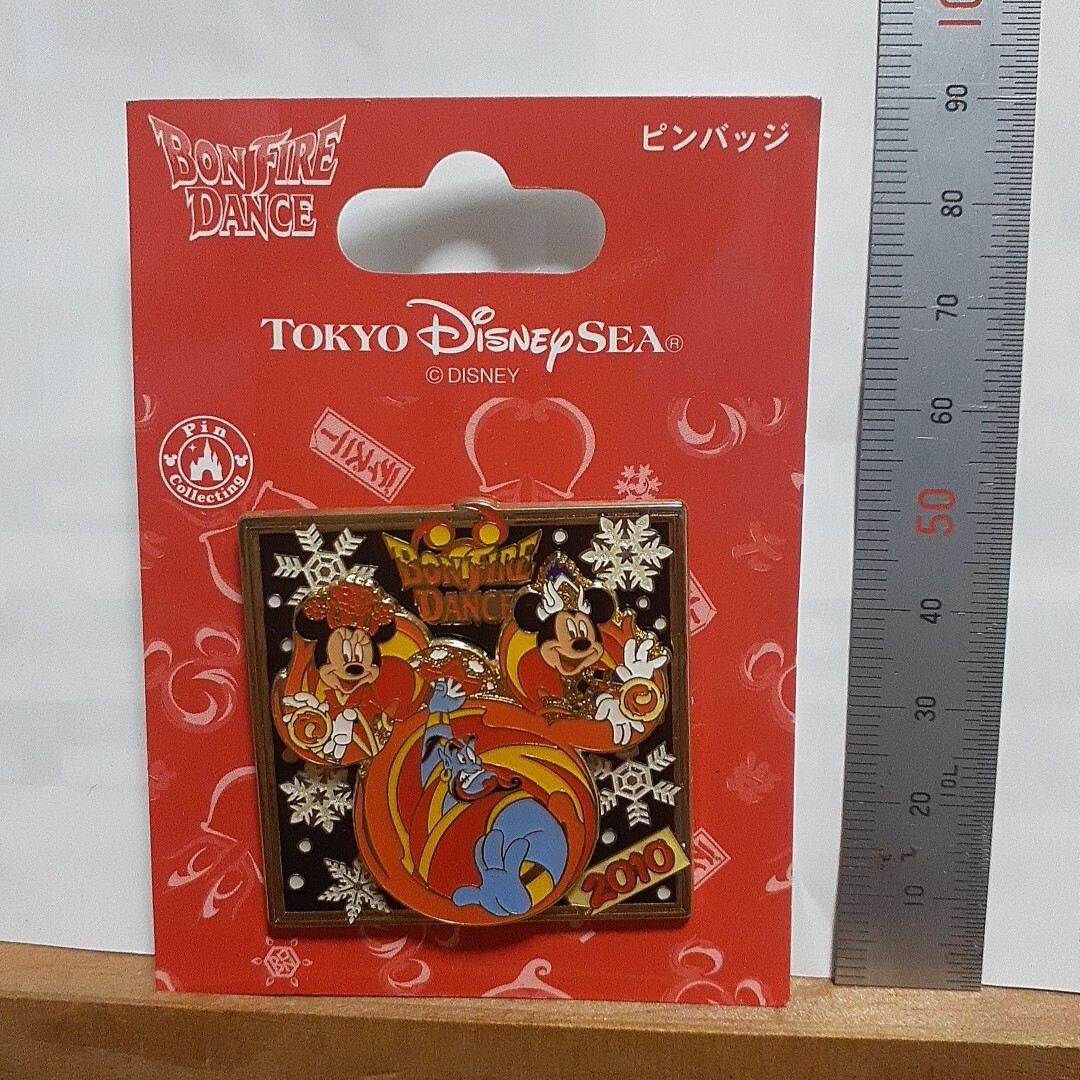 BONFIRE
DANCE
ピンバッジ
TOKYO DISNEYSEA®
© DISNEY
Pin
Collecting
BONFIRE
DANCE
2010
90
80
70
60
50
40
30
20
10